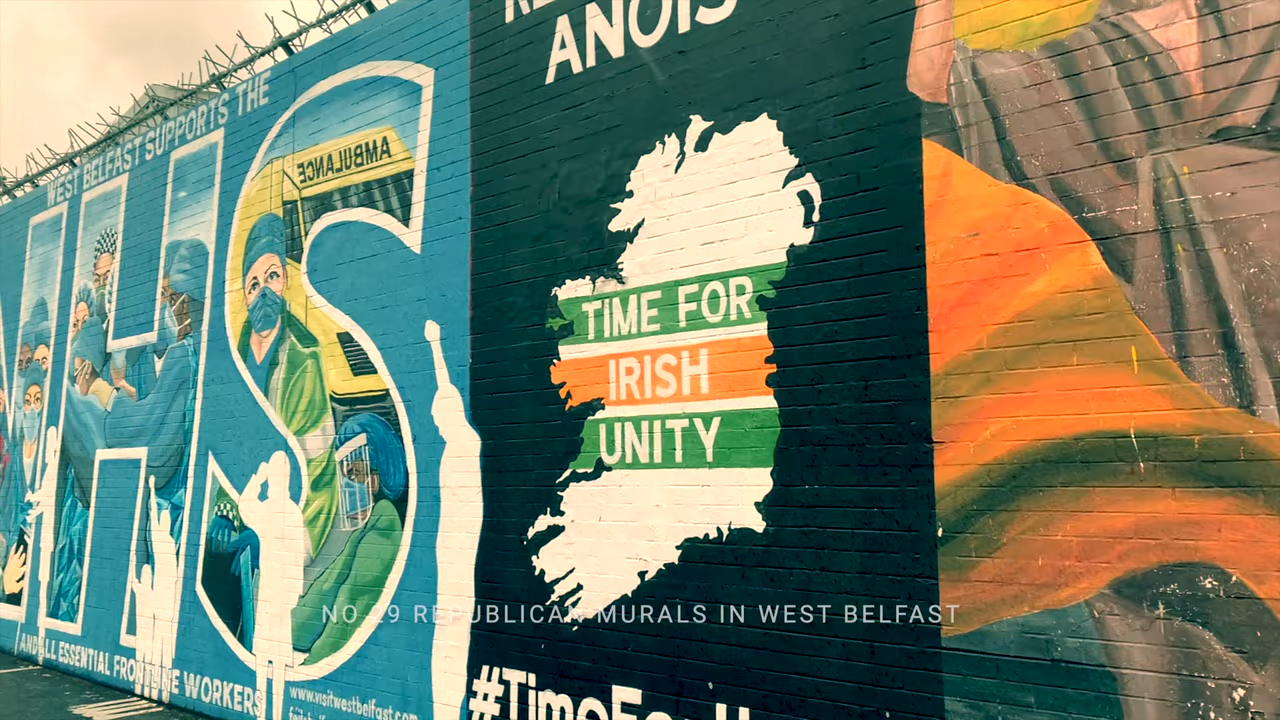 WEST BELFAST SUPPORTS THE
NHS
AMBULANCE
AND ALL ESSENTIAL FRONTLINE WORKERS
www.visitwestbelfast.com
ANOIS
TIME FOR
IRISH
UNITY
NO 29 REPUBLICAN MURALS IN WEST BELFAST